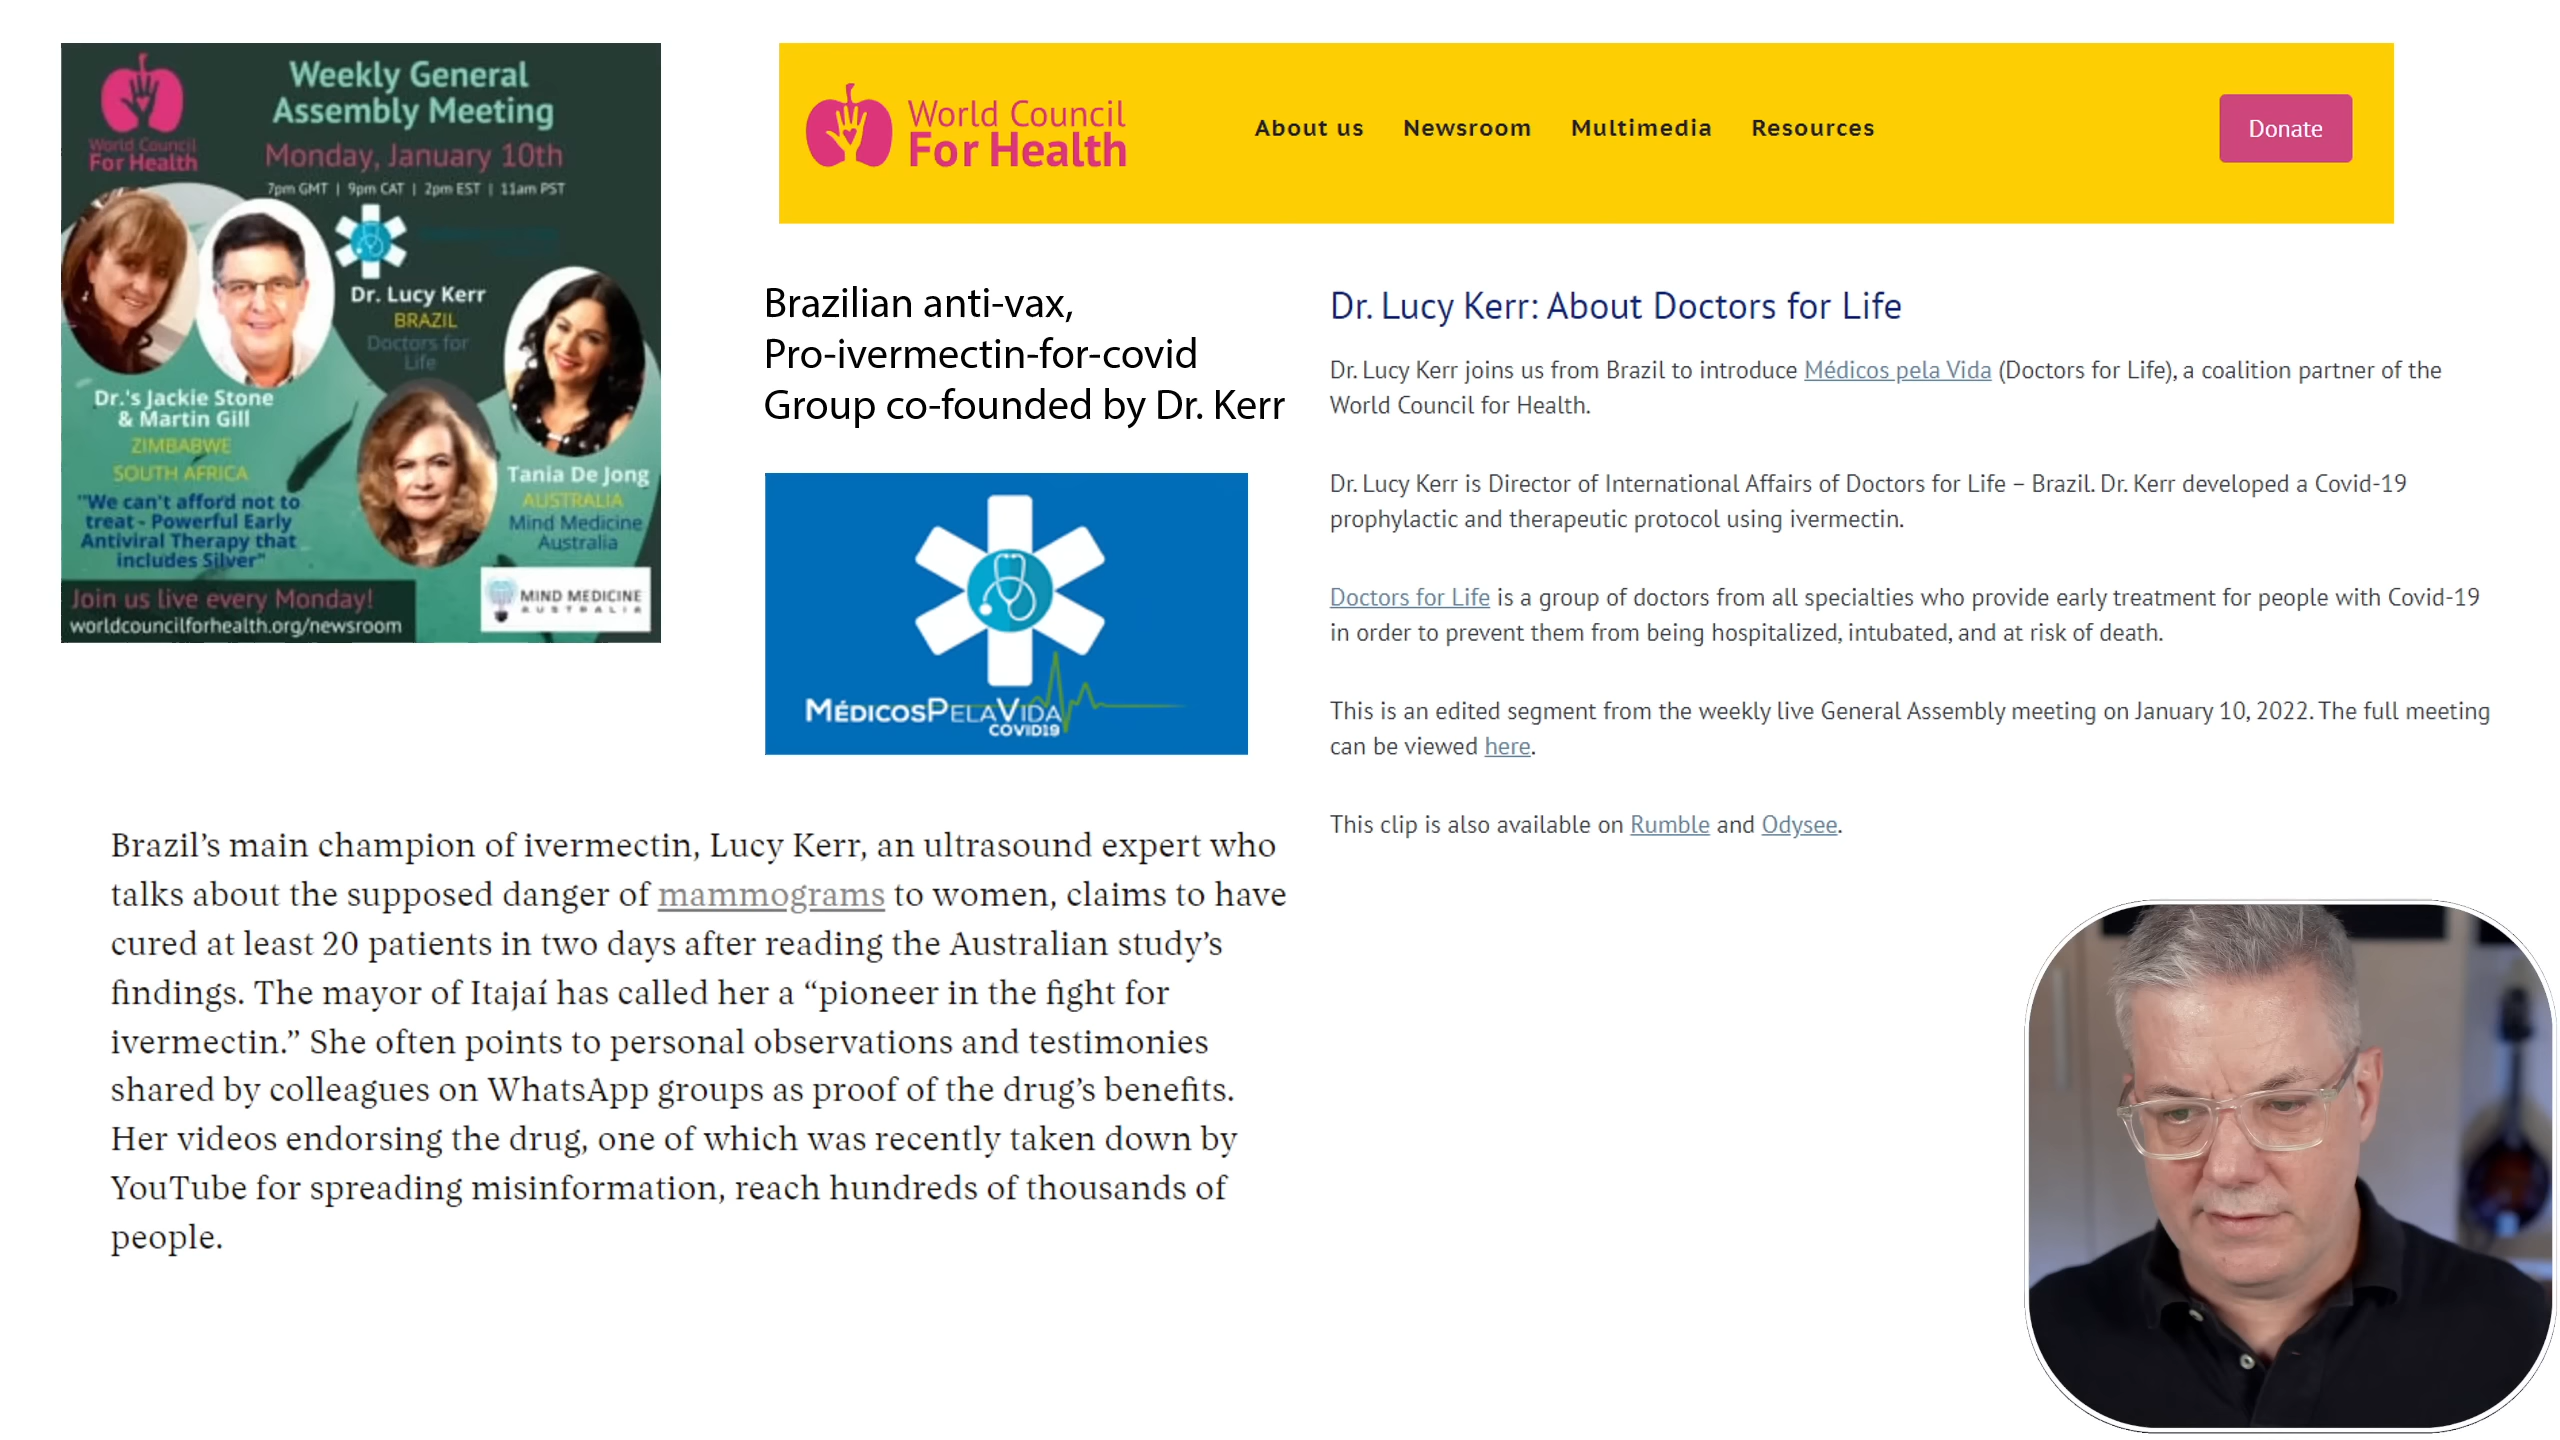 World Council
For Health
Weekly General
Assembly Meeting
Monday, January 10th
7pm GMT | 9pm CAT | 2pm EST | 11am PST
Dr. Lucy Kerr
BRAZIL
Doctors for
Life
Dr.'s Jackie Stone
& Martin Gill
ZIMBABWE
SOUTH AFRICA
"We can't afford not to
treat - Powerful Early
Antiviral Therapy that
includes Silver"
Tania De Jong
AUSTRALIA
Mind Medicine
Australia
MIND MEDICINE
AUSTRALIA
Join us live every Monday!
worldcouncilforhealth.org/newsroom
World Council
For Health
About us
Newsroom
Multimedia
Resources
Donate
Brazilian anti-vax,
Pro-ivermectin-for-covid
Group co-founded by Dr. Kerr
MÉDICOSPELAVIDA
COVID19
Dr. Lucy Kerr: About Doctors for Life
Dr. Lucy Kerr joins us from Brazil to introduce Médicos pela Vida (Doctors for Life), a coalition partner of the
World Council for Health.
Dr. Lucy Kerr is Director of International Affairs of Doctors for Life – Brazil. Dr. Kerr developed a Covid-19
prophylactic and therapeutic protocol using ivermectin.
Doctors for Life is a group of doctors from all specialties who provide early treatment for people with Covid-19
in order to prevent them from being hospitalized, intubated, and at risk of death.
This is an edited segment from the weekly live General Assembly meeting on January 10, 2022. The full meeting
can be viewed here.
This clip is also available on Rumble and Odysee.
Brazil’s main champion of ivermectin, Lucy Kerr, an ultrasound expert who
talks about the supposed danger of mammograms to women, claims to have
cured at least 20 patients in two days after reading the Australian study’s
findings. The mayor of Itajaí has called her a “pioneer in the fight for
ivermectin.” She often points to personal observations and testimonies
shared by colleagues on WhatsApp groups as proof of the drug’s benefits.
Her videos endorsing the drug, one of which was recently taken down by
YouTube for spreading misinformation, reach hundreds of thousands of
people.